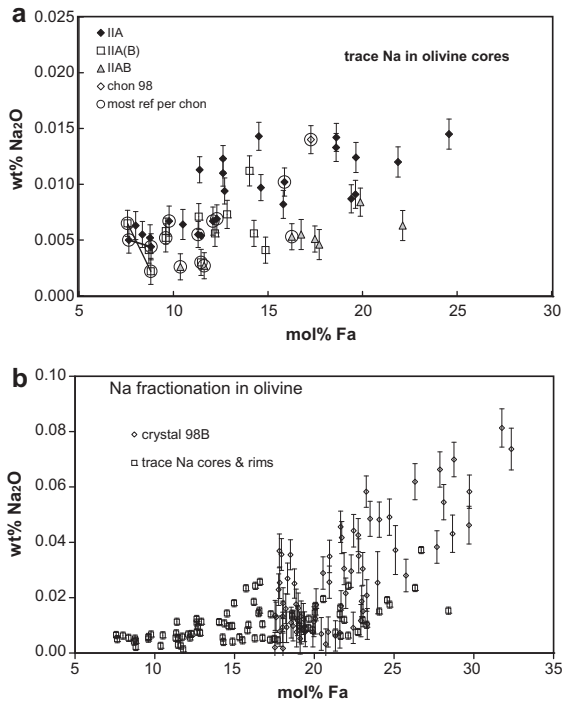 a
0.025
0.020
0.015
0.010
0.005
0.000
wt% Na2O
IIA
IIA(B)
IIAB
chon 98
most ref per chon
trace Na in olivine cores
5 10 15 20 25 30
mol% Fa
b
0.10
0.08
0.06
0.04
0.02
0.00
wt% Na2O
Na fractionation in olivine
crystal 98B
trace Na cores & rims
5 10 15 20 25 30 35
mol% Fa